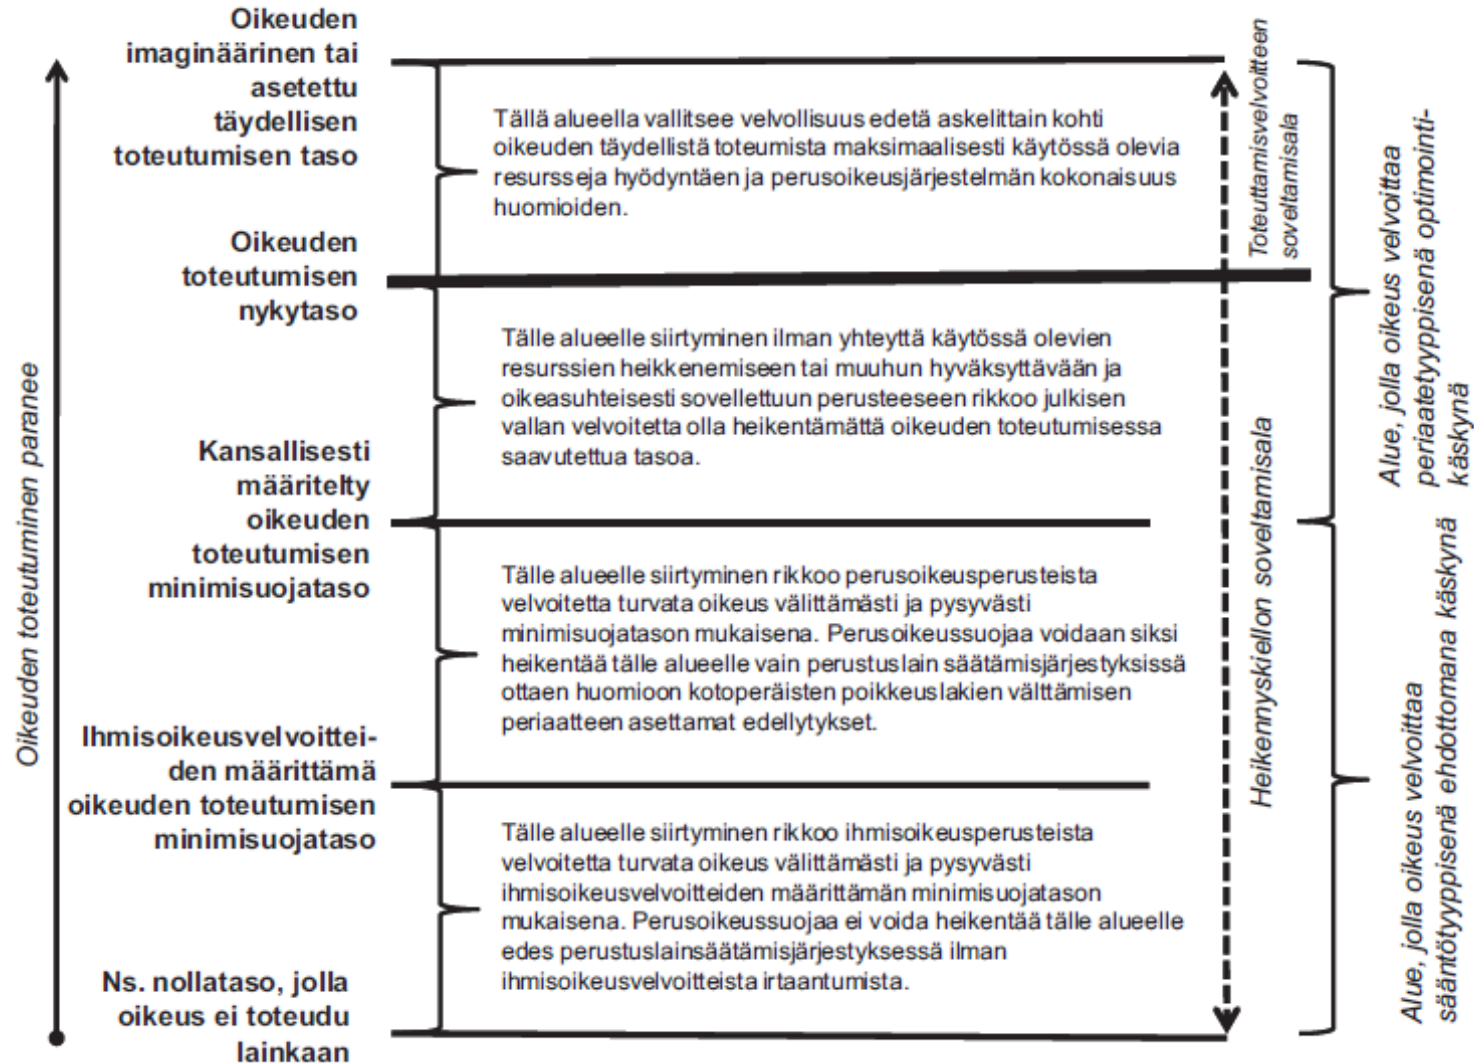 Oikeuden
imaginäärinen tai
asetettu
täydellisen
toteutumisen taso
Tällä alueella vallitsee velvollisuus edetä askelittain kohti
oikeuden täydellistä toteumista maksimaalisesti käytössä olevia
resursseja hyödyntäen ja perusoikeusjärjestelmän kokonaisuus
huomioiden.
Oikeuden
toteutumisen
nykytaso
Tälle alueelle siirtyminen ilman yhteyttä käytössä olevien
resurssien heikkenemiseen tai muuhun hyväksyttävään ja
oikeasuhteisesti sovellettuun perusteeseen rikkoo julkisen
vallan velvoitetta olla heikentämättä oikeuden toteutumisessa
saavutettua tasoa.
Kansallisesti
määritelty
oikeuden
toteutumisen
minimisuojataso
Tälle alueelle siirtyminen rikkoo perusoikeusperusteista
velvoitetta turvata oikeus välittämästi ja pysyvästi
minimisuojatason mukaisena. Perusoikeussuojaa voidaan siksi
heikentää tälle alueelle vain perustuslain säätämisjärjestyksissä
ottaen huomioon kotoperäisten poikkeuslakien välttämisen
periaatteen asettamat edellytykset.
Ihmisoikeusvelvoittei-
den määrittämä
oikeuden toteutumisen
minimisuojataso
Tälle alueelle siirtyminen rikkoo ihmisoikeusperusteista
velvoitetta turvata oikeus välittämästi ja pysyvästi
ihmisoikeusvelvoitteiden määrittämän minimisuojatason
mukaisena. Perusoikeussuojaa ei voida heikentää tälle alueelle
edes perustuslainsäätämisjärjestyksessä ilman
ihmisoikeusvelvoitteista irtaantumista.
Ns. nollataso, jolla
oikeus ei toteudu
lainkaan
Oikeuden toteutuminen paranee
Toteuttamisvelvoitteen
soveltamisala
Heikennyskiellon soveltamisala
Alue, jolla oikeus velvoittaa
periaatetyyppisenä optimointi-
käskynä
Alue, jolla oikeus velvoittaa
sääntötyyppisenä ehdottomana käskynä